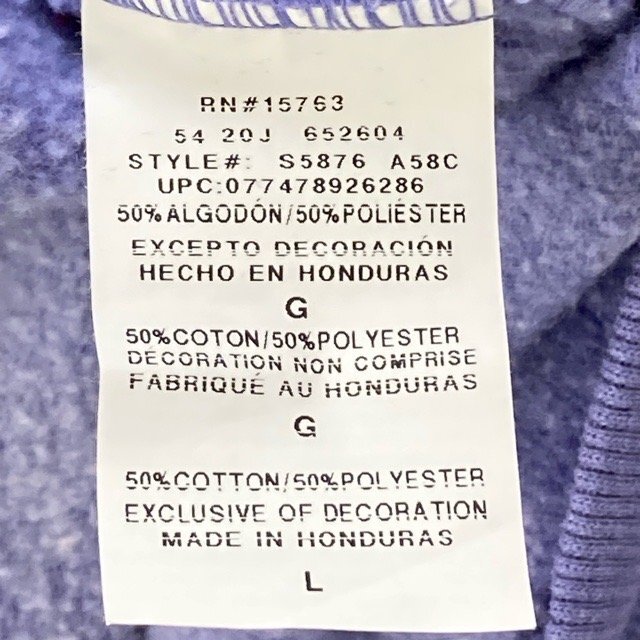 RN#15763
54 20J 652604
STYLE#: S5876 A58C
UPC:077478926286
50%ALGODÓN/50%POLIÉSTER
EXCEPTO DECORACIÓN
HECHO EN HONDURAS
G
50%COTON/50%POLYESTER
DÉCORATION NON COMPRISE
FABRIQUÉ AU HONDURAS
G
50%COTTON/50%POLYESTER
EXCLUSIVE OF DECORATION
MADE IN HONDURAS
L